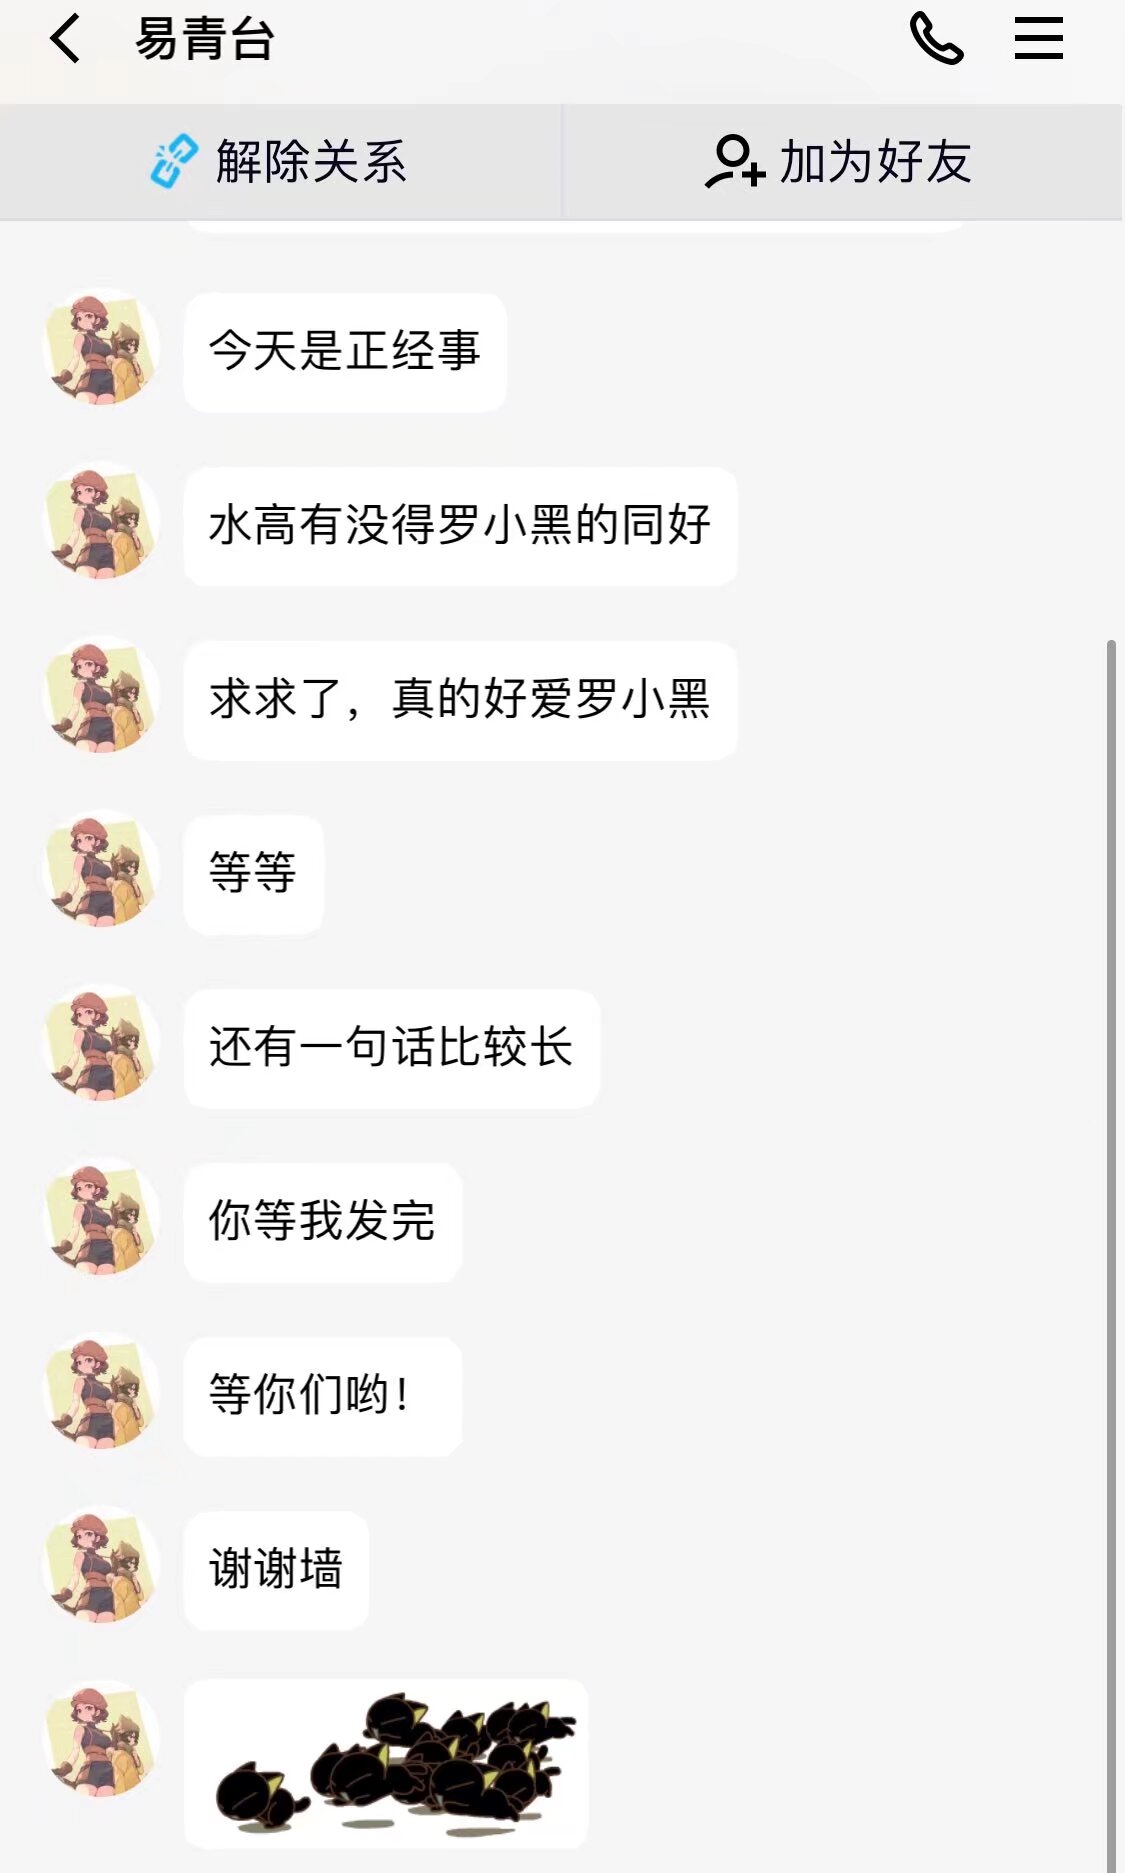 易青台
解除关系
加为好友
今天是正经事
水高有没得罗小黑的同好
求求了，真的好爱罗小黑
等等
还有一句话比较长
你等我发完
等你们哟！
谢谢墙